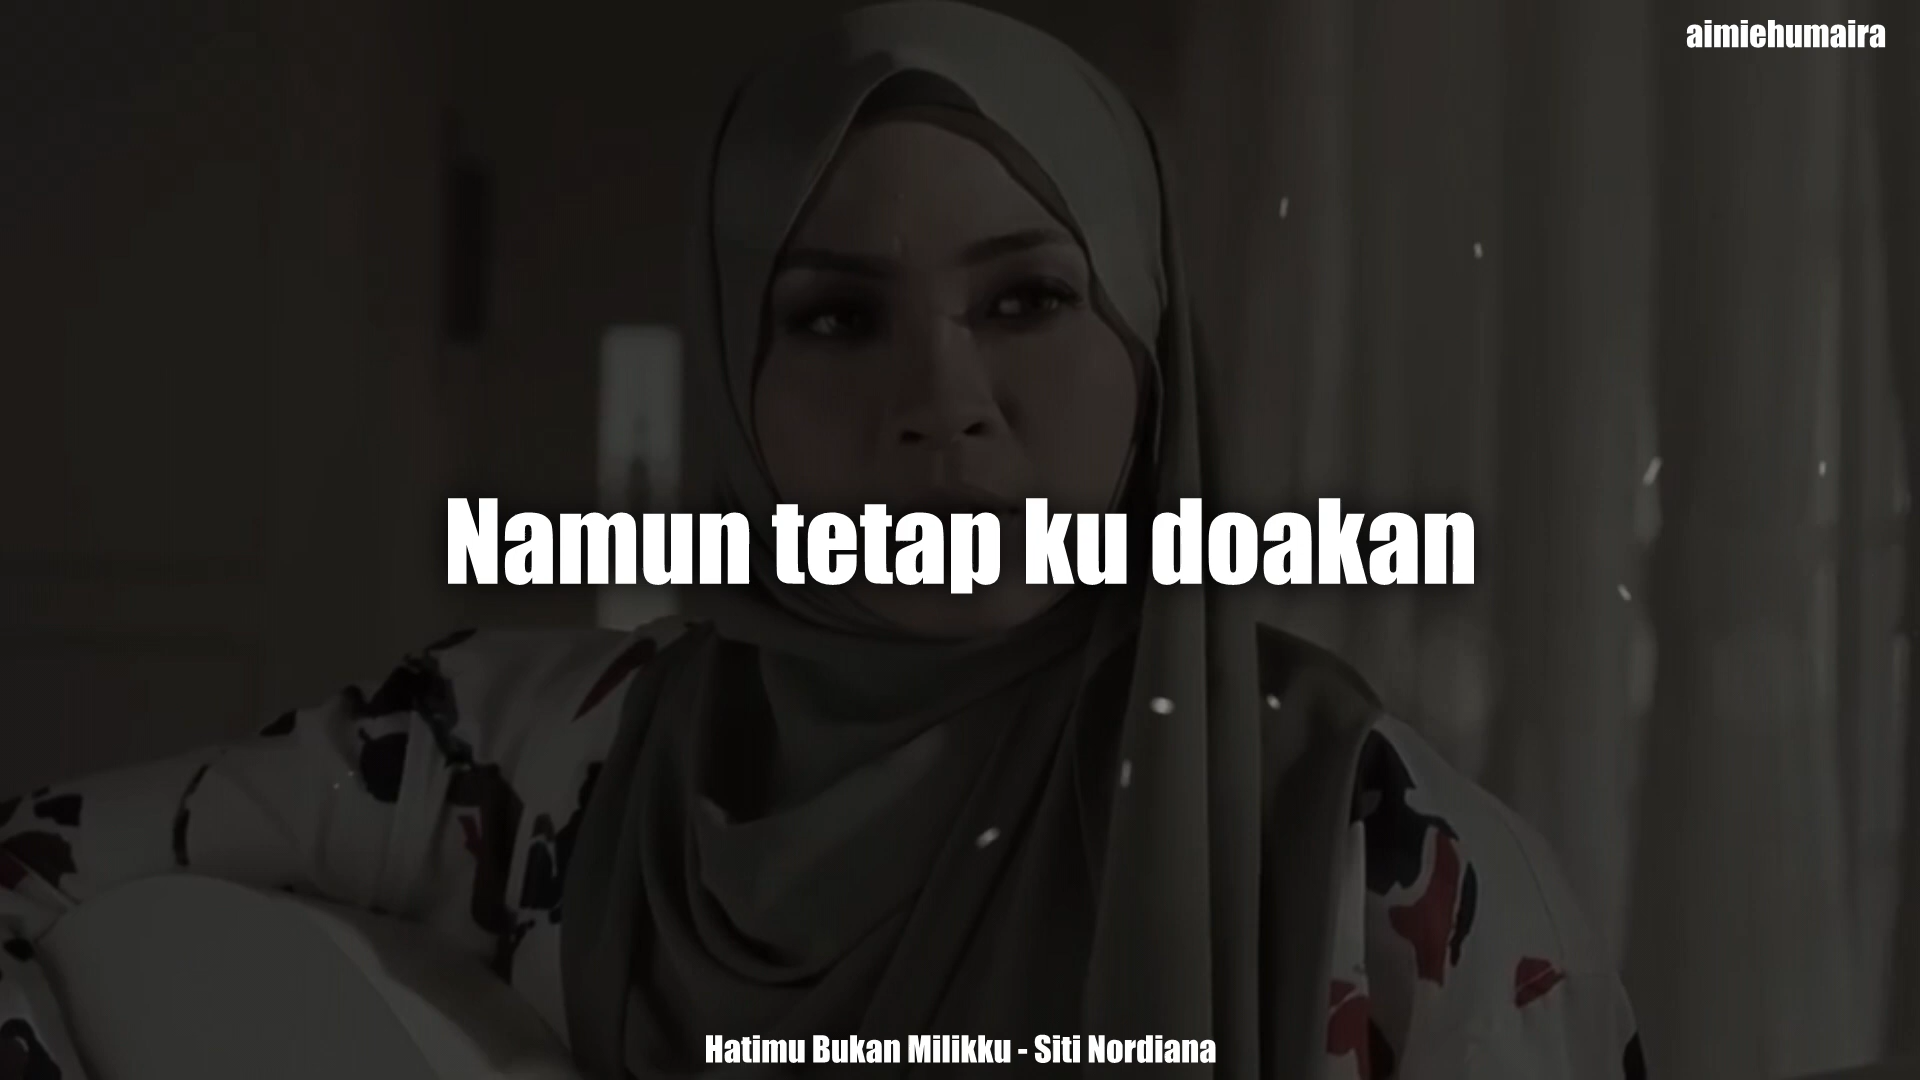 aimiehumaira
Namun tetap ku doakan
Hatimu Bukan Milikku - Siti Nordiana